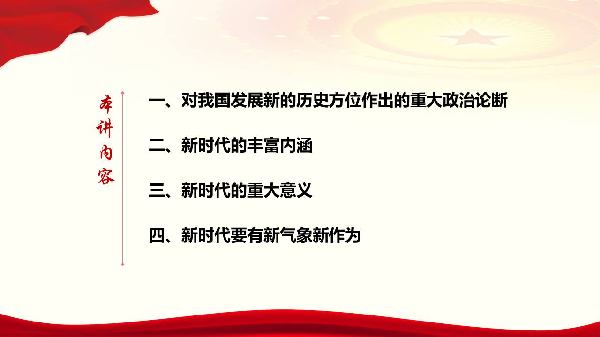 本讲内容
一、对我国发展新的历史方位作出的重大政治论断
二、新时代的丰富内涵
三、新时代的重大意义
四、新时代要有新气象新作为